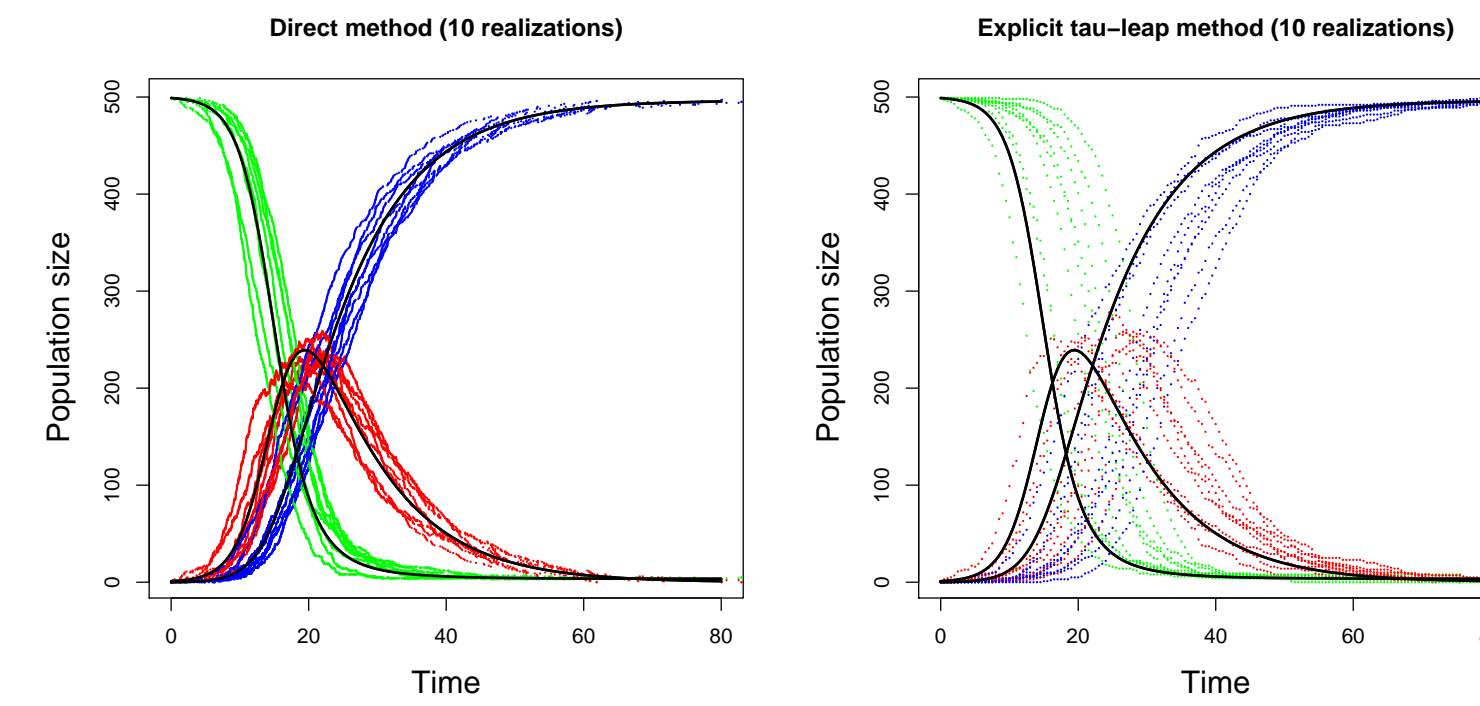 Direct method (10 realizations)
Population size
500
400
300
200
100
0
0 20 40 60 80
Time
Explicit tau−leap method (10 realizations)
Population size
500
400
300
200
100
0
0 20 40 60
Time